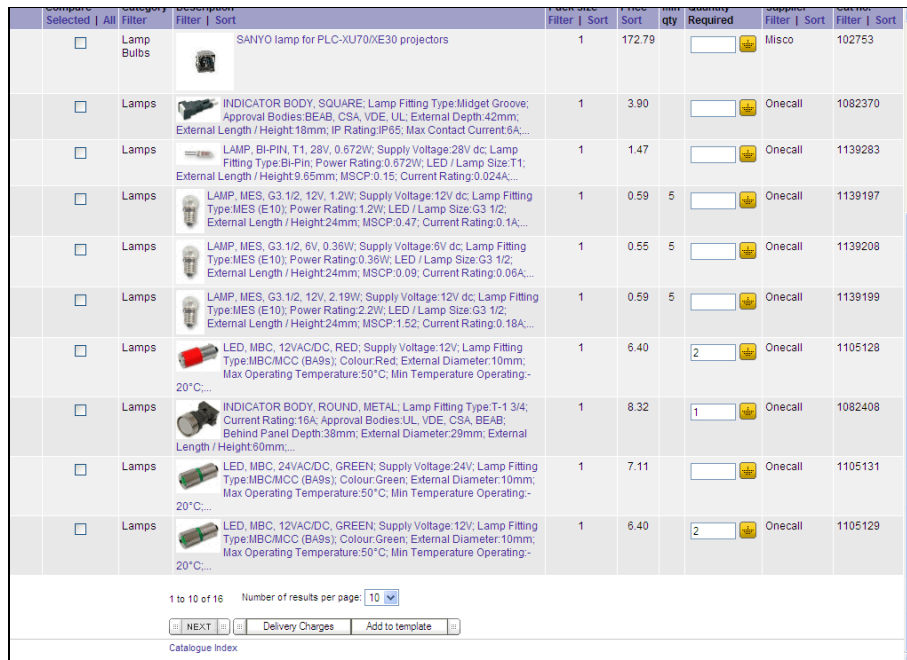 Compare Category Description Pack size Price Min Quantity Supplier Cat no.
Selected | All Filter Filter | Sort Filter | Sort Sort qty Required Filter | Sort Filter | Sort
Lamp Bulbs SANYO lamp for PLC-XU70/XE30 projectors 1 172.79 Misco 102753
Lamps INDICATOR BODY, SQUARE; Lamp Fitting Type:Midget Groove; 1 3.90 Onecall 1082370
Approval Bodies:BEAB, CSA, VDE, UL; External Depth:42mm;
External Length / Height:18mm; IP Rating:IP65; Max Contact Current:6A;...
Lamps LAMP, BI-PIN, T1, 28V, 0.672W; Supply Voltage:28V dc; Lamp 1 1.47 Onecall 1139283
Fitting Type:Bi-Pin; Power Rating:0.672W; LED / Lamp Size:T1;
External Length / Height:9.65mm; MSCP:0.15; Current Rating:0.024A;...
Lamps LAMP, MES, G3.1/2, 12V, 1.2W; Supply Voltage:12V dc; Lamp Fitting 1 0.59 5 Onecall 1139197
Type:MES (E10); Power Rating:1.2W; LED / Lamp Size:G3 1/2;
External Length / Height:24mm; MSCP:0.47; Current Rating:0.1A;...
Lamps LAMP, MES, G3.1/2, 6V, 0.36W; Supply Voltage:6V dc; Lamp Fitting 1 0.55 5 Onecall 1139208
Type:MES (E10); Power Rating:0.36W; LED / Lamp Size:G3 1/2;
External Length / Height:24mm; MSCP:0.09; Current Rating:0.06A;...
Lamps LAMP, MES, G3.1/2, 12V, 2.19W; Supply Voltage:12V dc; Lamp Fitting 1 0.59 5 Onecall 1139199
Type:MES (E10); Power Rating:2.2W; LED / Lamp Size:G3 1/2;
External Length / Height:24mm; MSCP:1.52; Current Rating:0.18A;...
Lamps LED, MBC, 12VAC/DC, RED; Supply Voltage:12V; Lamp Fitting 1 6.40 2 Onecall 1105128
Type:MBC/MCC (BA9s); Colour:Red; External Diameter:10mm;
Max Operating Temperature:50°C; Min Temperature Operating:-
20°C;...
Lamps INDICATOR BODY, ROUND, METAL; Lamp Fitting Type:T-1 3/4; 1 8.32 1 Onecall 1082408
Current Rating:16A; Approval Bodies:UL, VDE, CSA, BEAB;
Behind Panel Depth:38mm; External Diameter:29mm; External
Length / Height:60mm;...
Lamps LED, MBC, 24VAC/DC, GREEN; Supply Voltage:24V; Lamp Fitting 1 7.11 Onecall 1105131
Type:MBC/MCC (BA9s); Colour:Green; External Diameter:10mm;
Max Operating Temperature:50°C; Min Temperature Operating:-
20°C;...
Lamps LED, MBC, 12VAC/DC, GREEN; Supply Voltage:12V; Lamp Fitting 1 6.40 2 Onecall 1105129
Type:MBC/MCC (BA9s); Colour:Green; External Diameter:10mm;
Max Operating Temperature:50°C; Min Temperature Operating:-
20°C;...
1 to 10 of 16 Number of results per page: 10
NEXT Delivery Charges Add to template
Catalogue Index